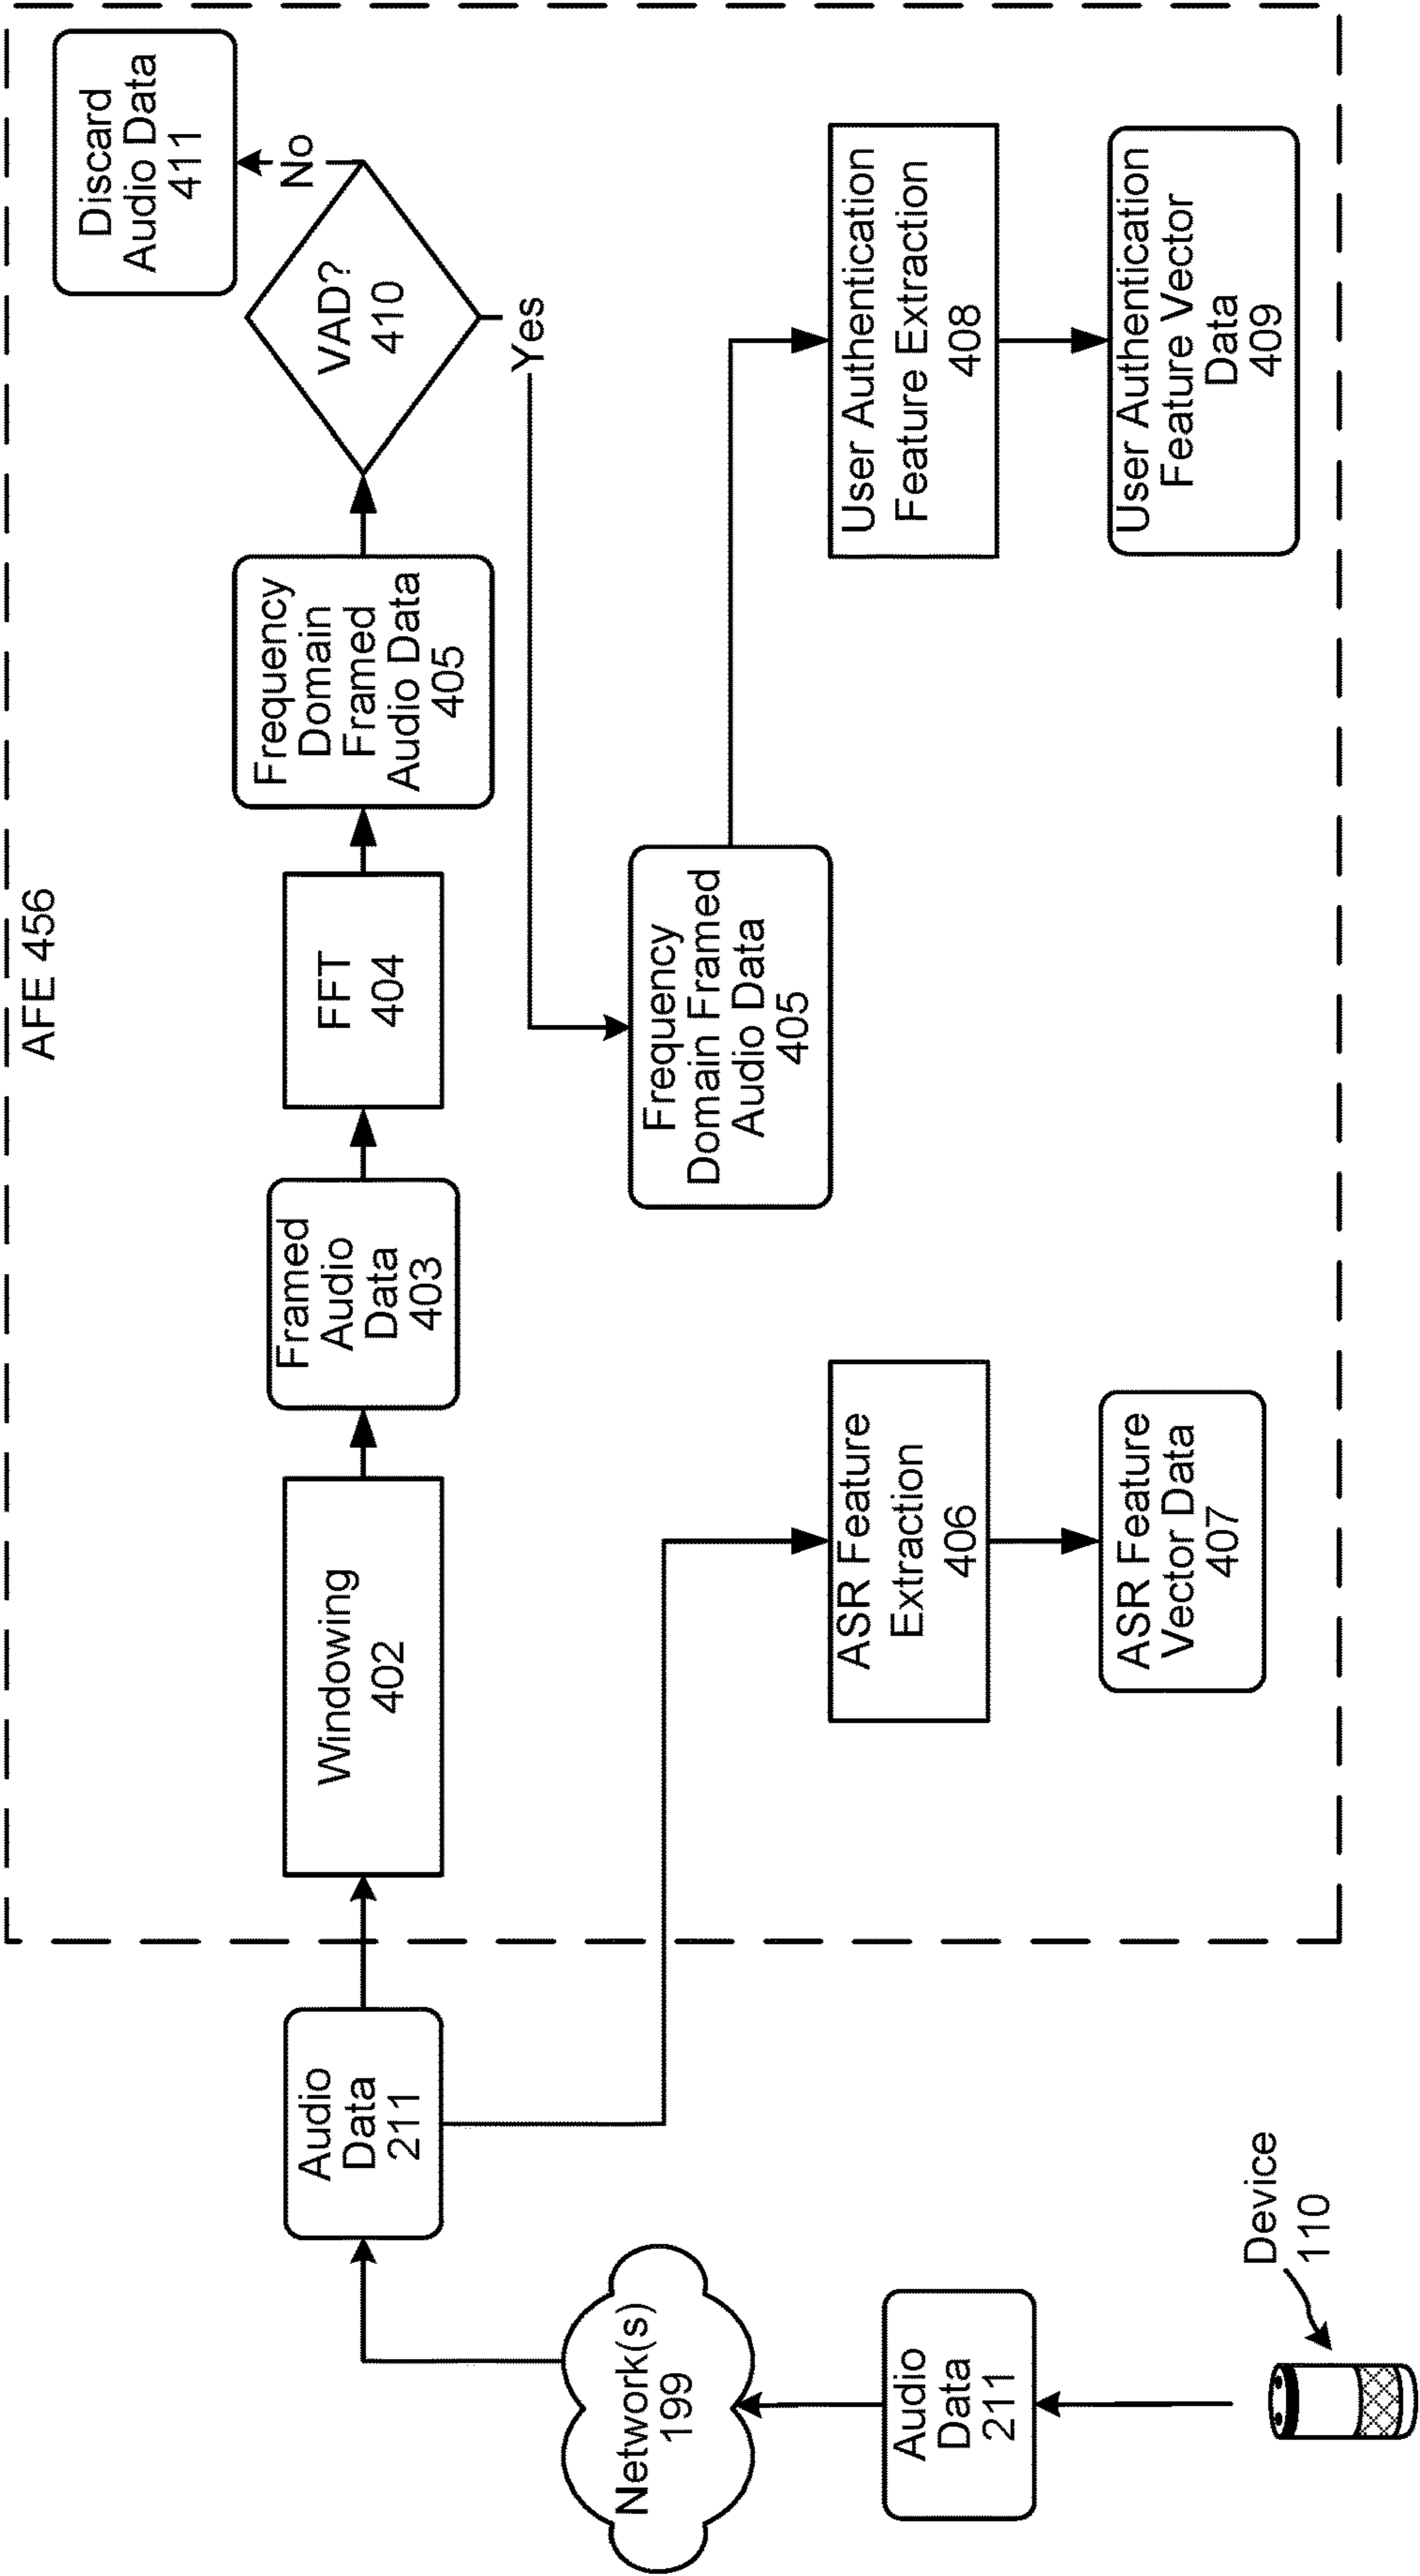 AFE 456
Device
110
Audio
Data
211
Network(s)
199
Audio
Data
211
Windowing
402
Framed
Audio
Data
403
FFT
404
Frequency
Domain
Framed
Audio Data
405
VAD?
410
No
Discard
Audio Data
411
Yes
Frequency
Domain Framed
Audio Data
405
ASR Feature
Extraction
406
ASR Feature
Vector Data
407
User Authentication
Feature Extraction
408
User Authentication
Feature Vector
Data
409